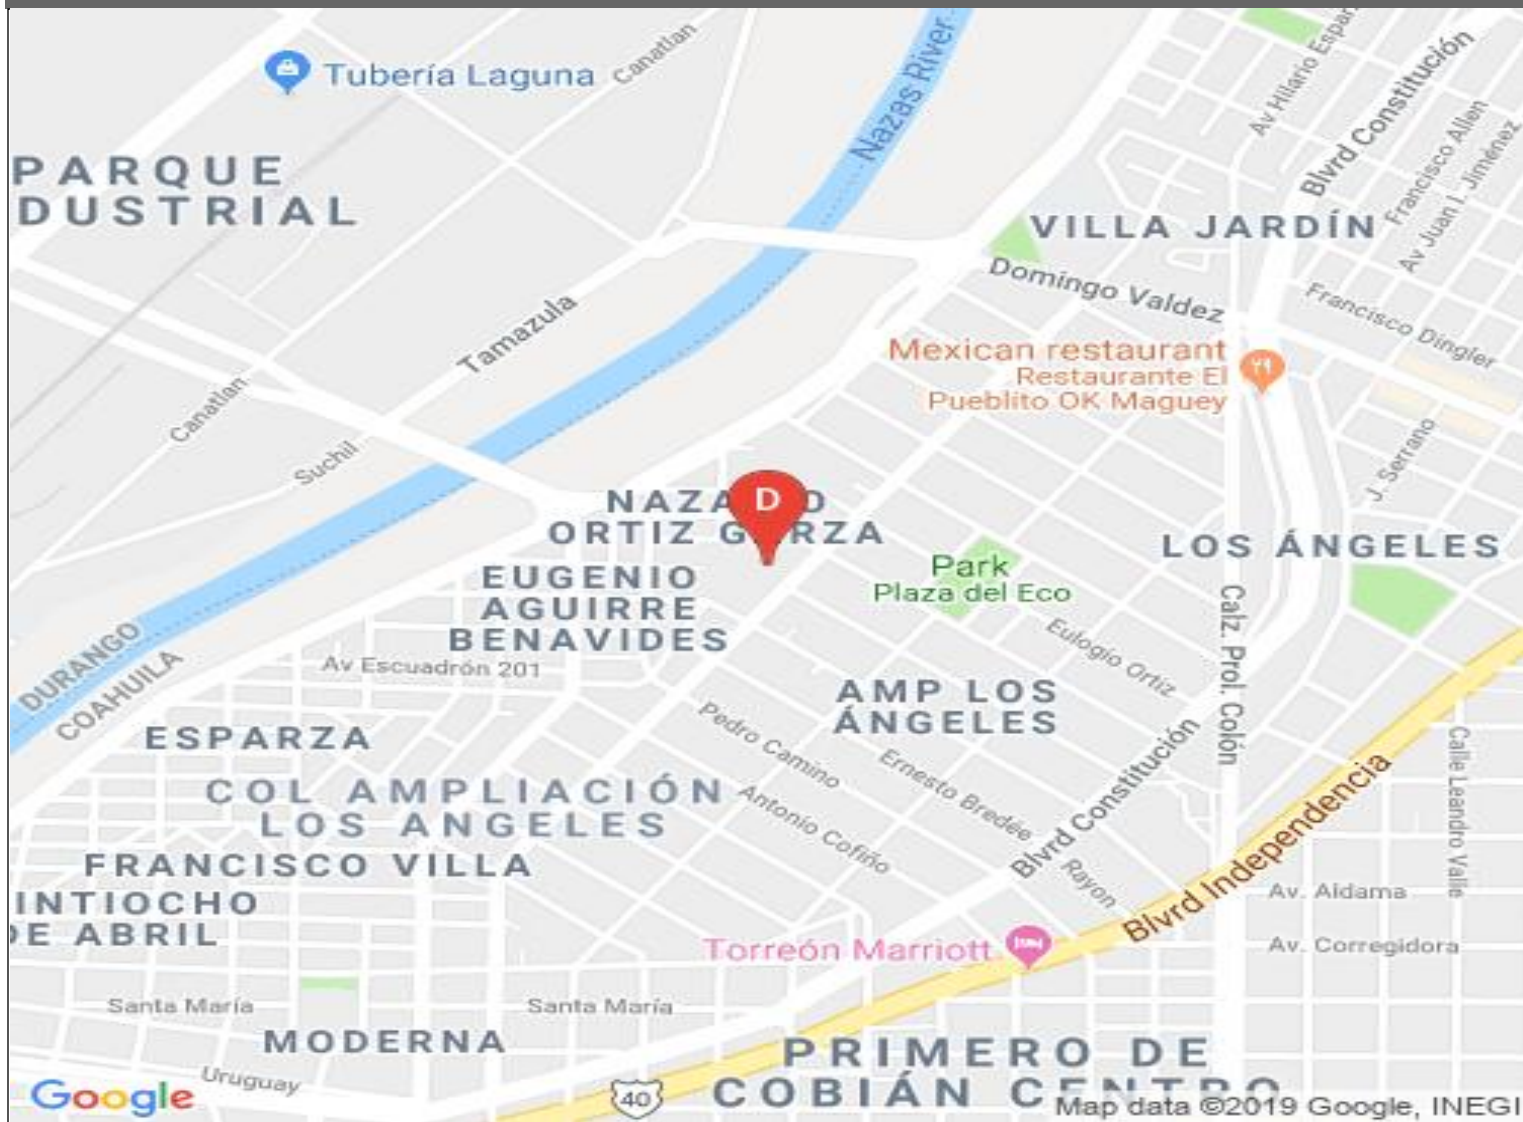 Tubería Laguna
Canatlan
Nazas River
Av Hilario Espar
Blvrd Constitución
Francisco Allen
Av Juan I. Jiménez
PARQUE
DUSTRIAL
VILLA JARDÍN
Domingo Valdez
Francisco Dingler
Tamazula
Mexican restaurant
Restaurante El
Pueblito OK Maguey
Canatlan
Suchil
J. Serrano
D
ORTIZ G RZA
LOS ÁNGELES
EUGENIO
AGUIRRE
BENAVIDES
Park
Plaza del Eco
Eulogio Ortiz
Calz. Prol. Colón
DURANGO
COAHUILA
Av Escuadrón 201
AMP LOS
ÁNGELES
ESPARZA
Pedro Camino
Ernesto Bredée
Blvrd Constitución
Calle Leandro Valle
COL AMPLIACIÓN
LOS ANGELES
Antonio Cofiño
Rayon
Blvrd Independencia
FRANCISCO VILLA
INTIOCHO
DE ABRIL
Av. Aldama
Av. Corregidora
Torreón Marriott
Santa María
Santa María
MODERNA
PRIMERO DE
COBIÁN CENTRO
Uruguay
40
Google
Map data ©2019 Google, INEGI